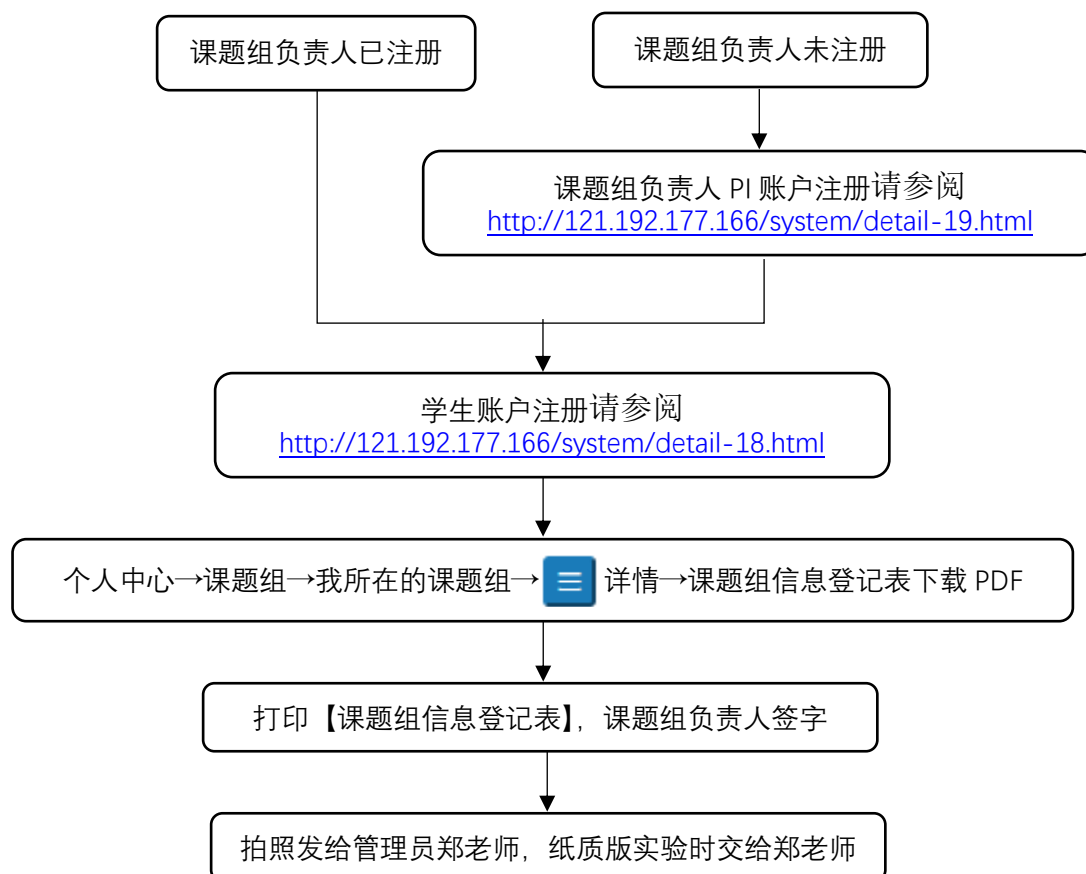 课题组负责人已注册
课题组负责人未注册
课题组负责人 PI 账户注册请参阅
http://121.192.177.166/system/detail-19.html
学生账户注册请参阅
http://121.192.177.166/system/detail-18.html
个人中心→课题组→我所在的课题组→ 详情→课题组信息登记表下载 PDF
打印【课题组信息登记表】，课题组负责人签字
拍照发给管理员郑老师，纸质版实验时交给郑老师